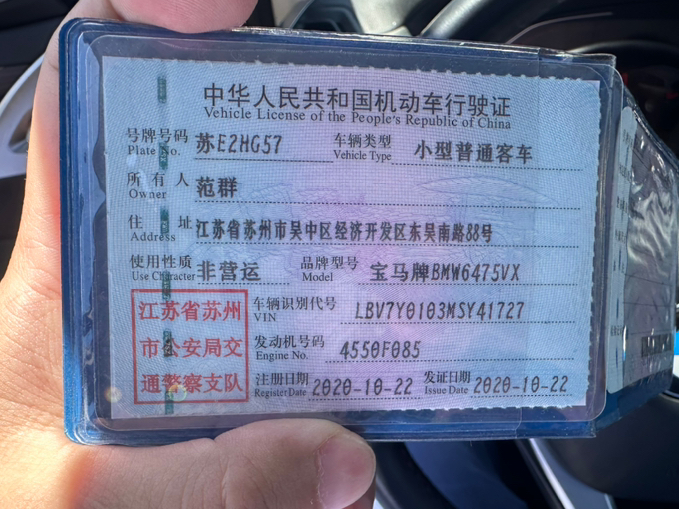 中华人民共和国机动车行驶证
Vehicle License of the People's Republic of China
号牌号码 苏E2HG57 车辆类型 小型普通客车
Plate No. Vehicle Type
所有人 范群
Owner
住址 江苏省苏州市吴中区经济开发区东吴南路88号
Address
使用性质 非营运 品牌型号 宝马牌BMW6475VX
Use Character Model
江苏省苏州 车辆识别代号 LBV7Y0103MSY41727
VIN
市公安局交 发动机号码 4550F085
Engine No.
通警察支队 注册日期 2020-10-22 发证日期 2020-10-22
Register Date Issue Date